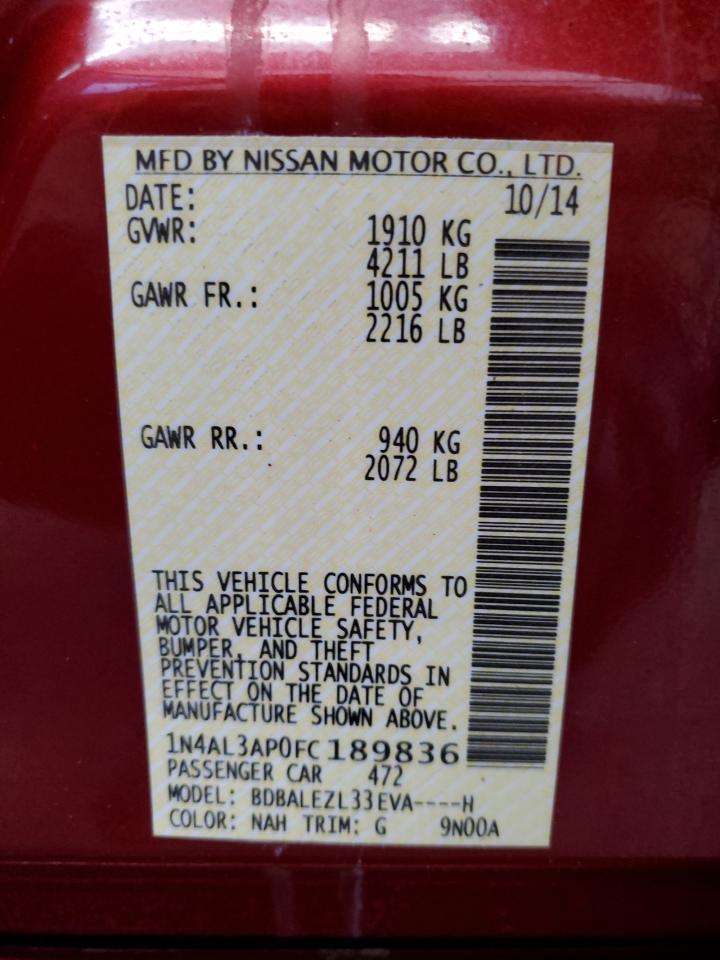 MFD BY NISSAN MOTOR CO., LTD.
DATE: 10/14
GVWR: 1910 KG
4211 LB
GAWR FR.: 1005 KG
2216 LB
GAWR RR.: 940 KG
2072 LB
THIS VEHICLE CONFORMS TO
ALL APPLICABLE FEDERAL
MOTOR VEHICLE SAFETY,
BUMPER, AND THEFT
PREVENTION STANDARDS IN
EFFECT ON THE DATE OF
MANUFACTURE SHOWN ABOVE.
1N4AL3AP0FC189836
PASSENGER CAR 472
MODEL: BDBALEZL33EVA----H
COLOR: NAH TRIM: G 9N00A